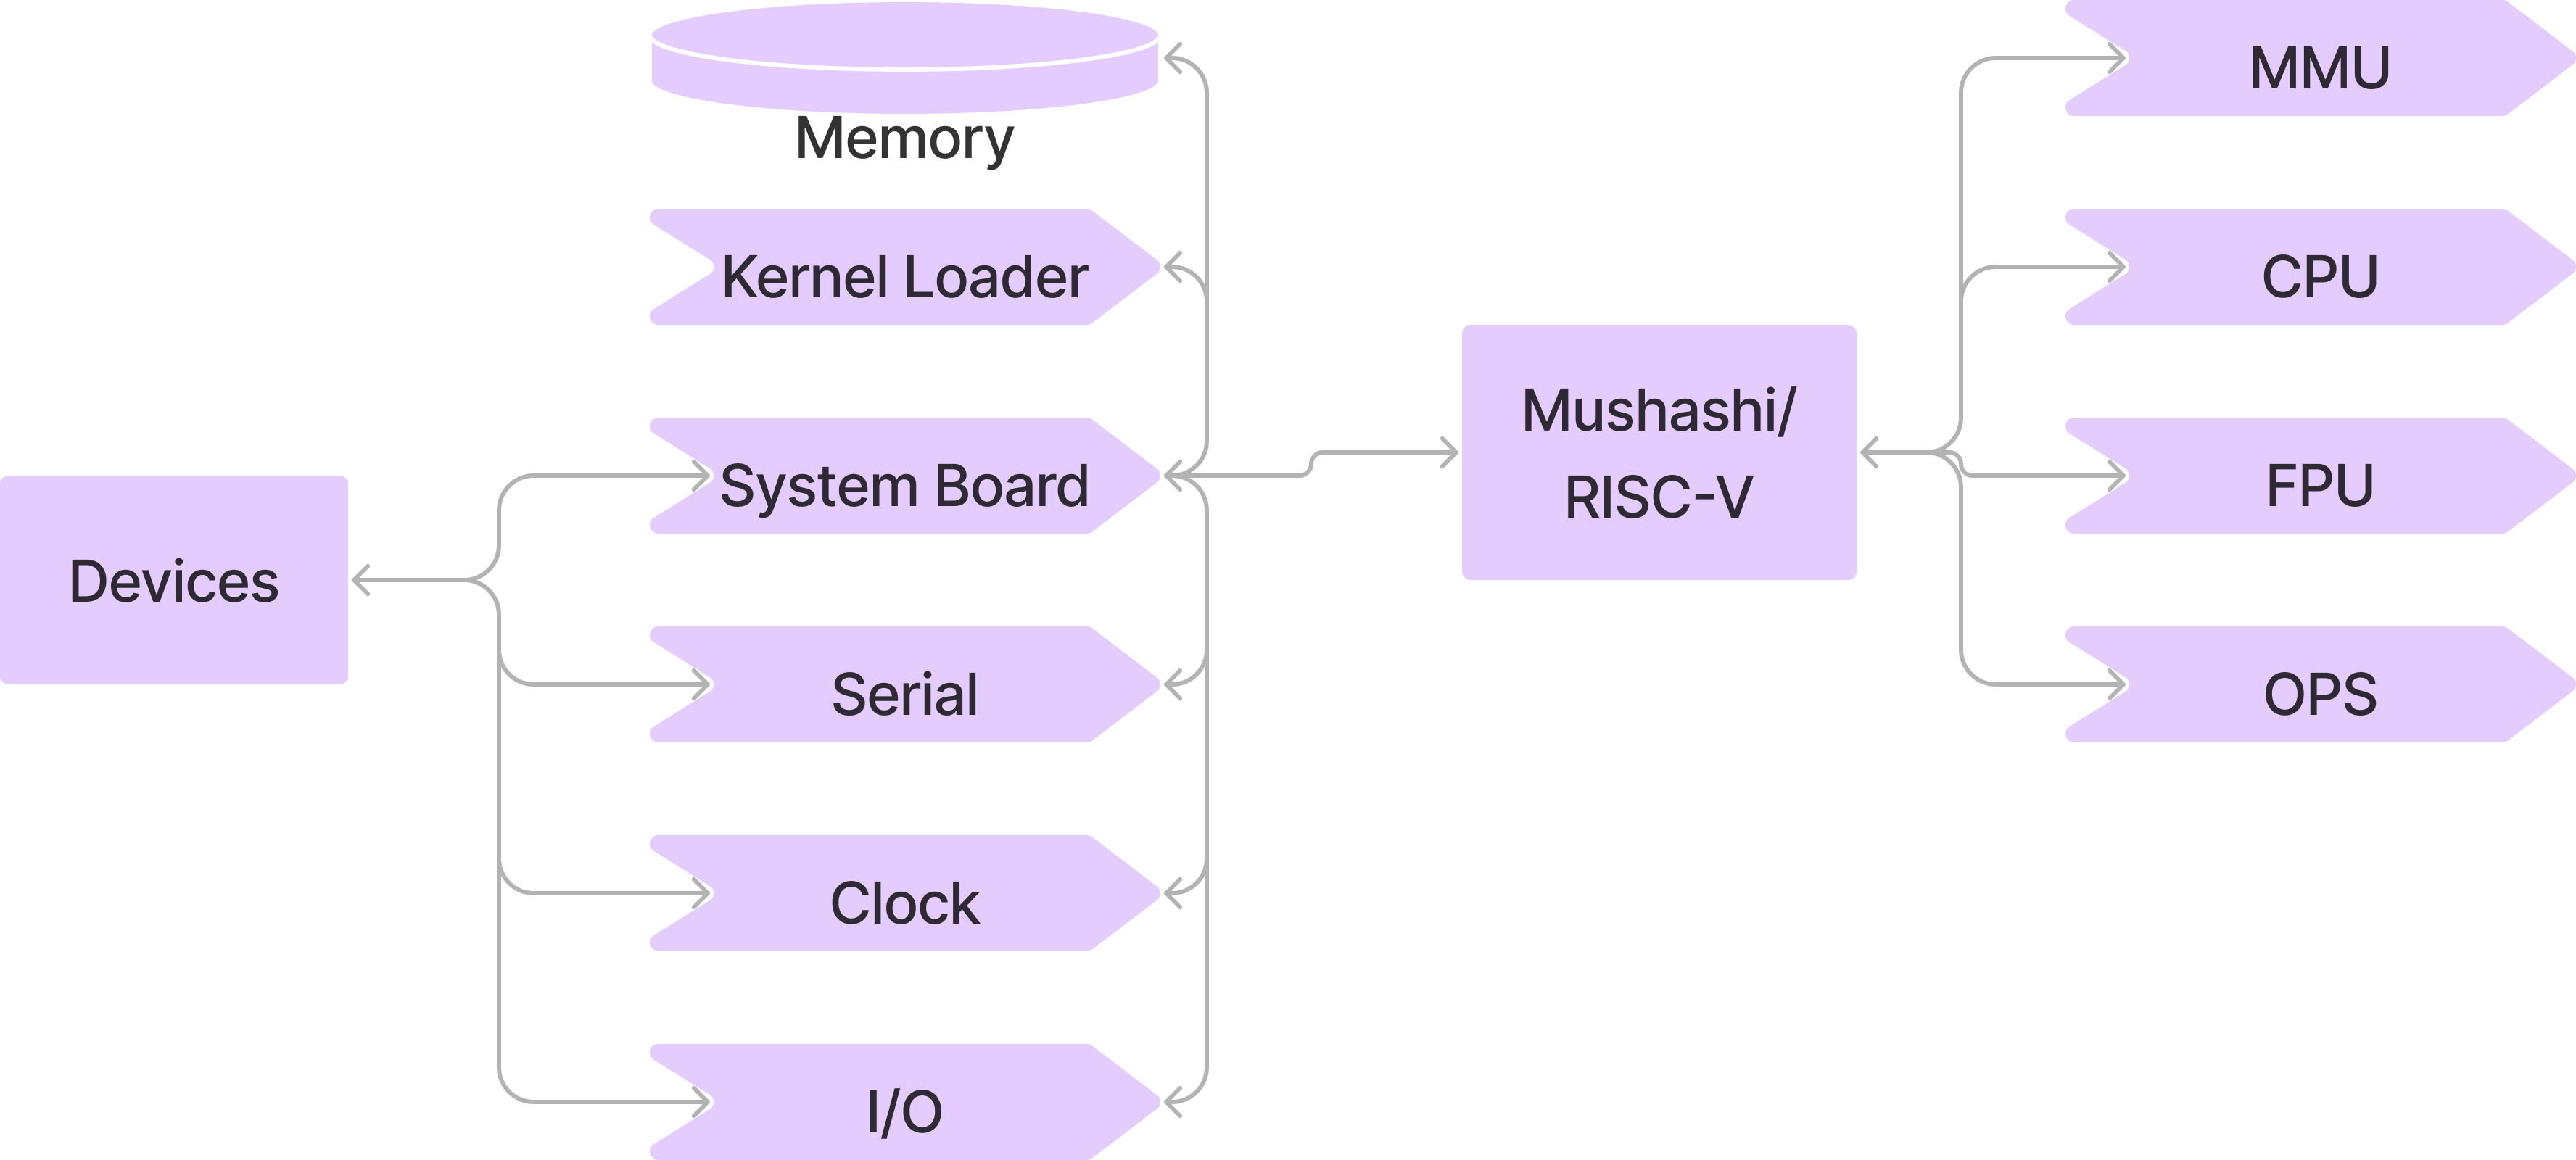 Memory
Kernel Loader
System Board
Serial
Clock
I/O
Devices
Mushashi/
RISC-V
MMU
CPU
FPU
OPS